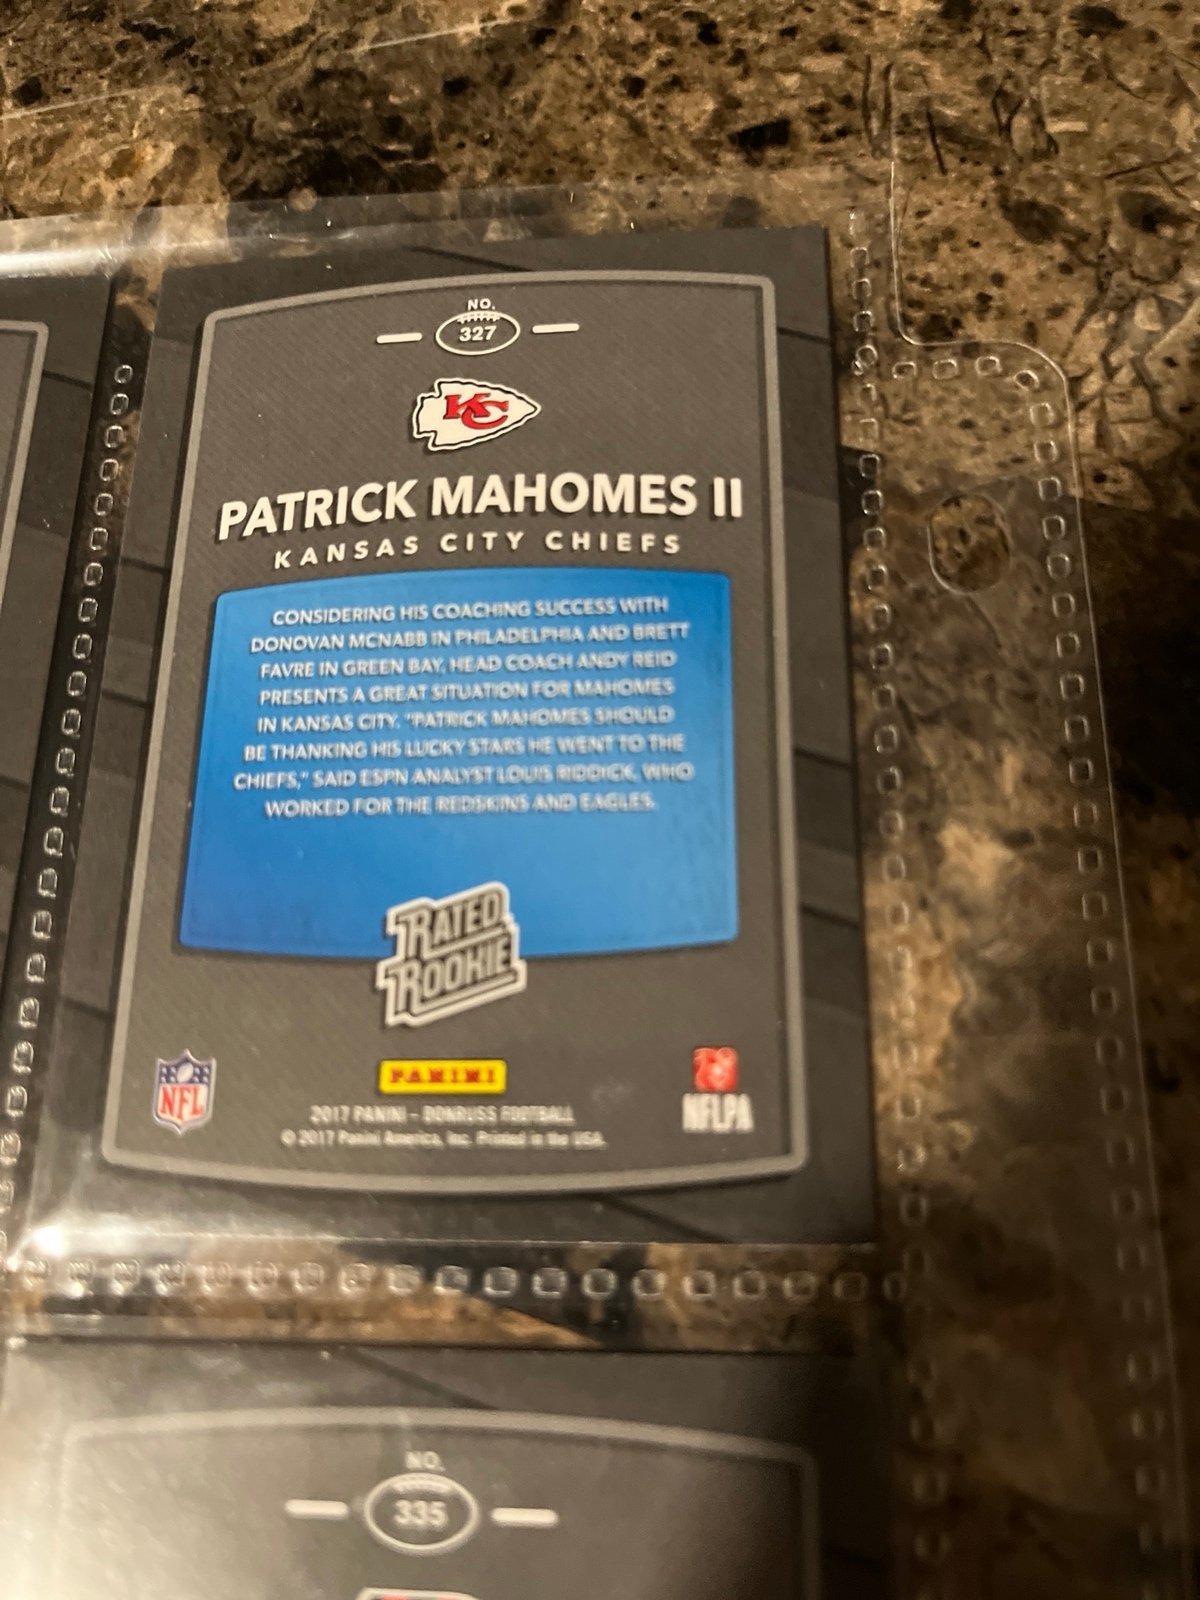 NO.
327
KC
PATRICK MAHOMES II
KANSAS CITY CHIEFS
CONSIDERING HIS COACHING SUCCESS WITH
DONOVAN MCNABB IN PHILADELPHIA AND BRETT
FAVRE IN GREEN BAY, HEAD COACH ANDY REID
PRESENTS A GREAT SITUATION FOR MAHOMES
IN KANSAS CITY. "PATRICK MAHOMES SHOULD
BE THANKING HIS LUCKY STARS HE WENT TO THE
CHIEFS," SAID ESPN ANALYST LOUIS RIDDICK, WHO
WORKED FOR THE REDSKINS AND EAGLES.
RATED
ROOKIE
NFL
PANINI
NFLPA
2017 PANINI – DONRUSS FOOTBALL
© 2017 Panini America, Inc. Printed in the USA.
NO.
335